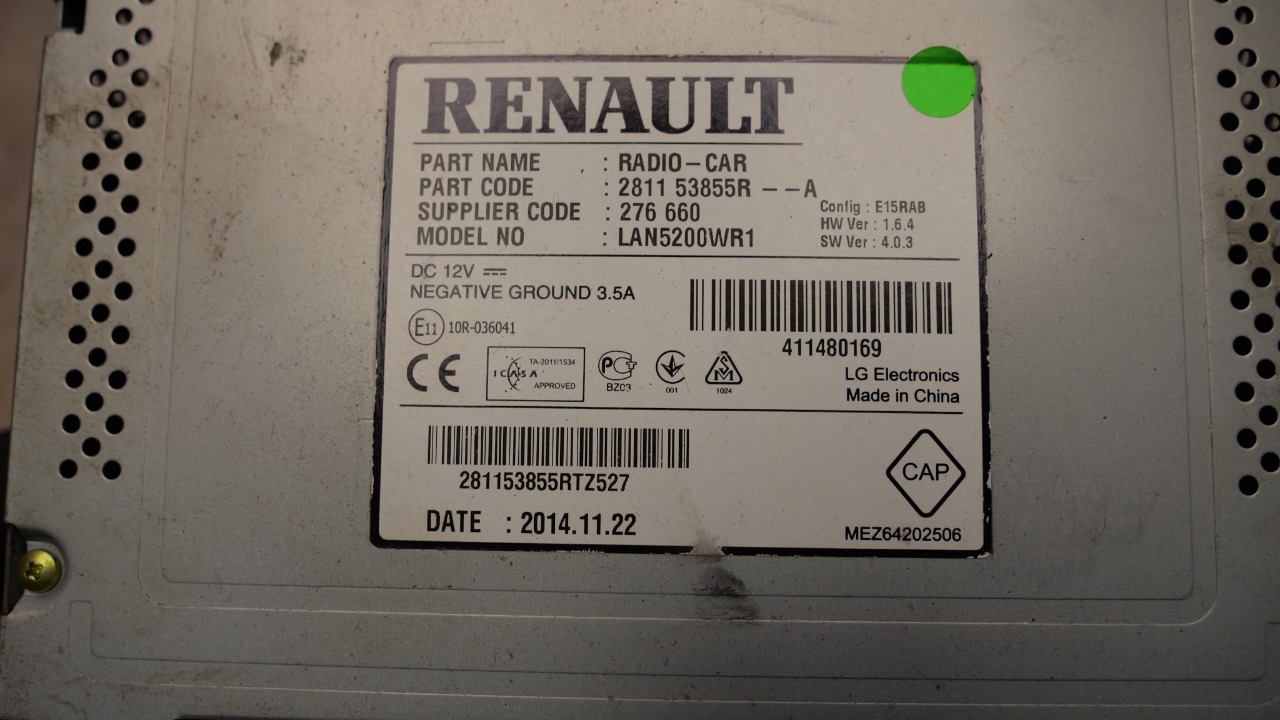 RENAULT
PART NAME : RADIO-CAR
PART CODE : 2811 53855R --A
SUPPLIER CODE : 276 660
MODEL NO : LAN5200WR1
Config : E15RAB
HW Ver : 1.6.4
SW Ver : 4.0.3
DC 12V
NEGATIVE GROUND 3.5A
E11 10R-036041
411480169
CE
TA-2011/1534
ICASA
APPROVED
PCT
BZ03
001
SM
1024
LG Electronics
Made in China
281153855RTZ527
CAP
DATE : 2014.11.22
MEZ64202506